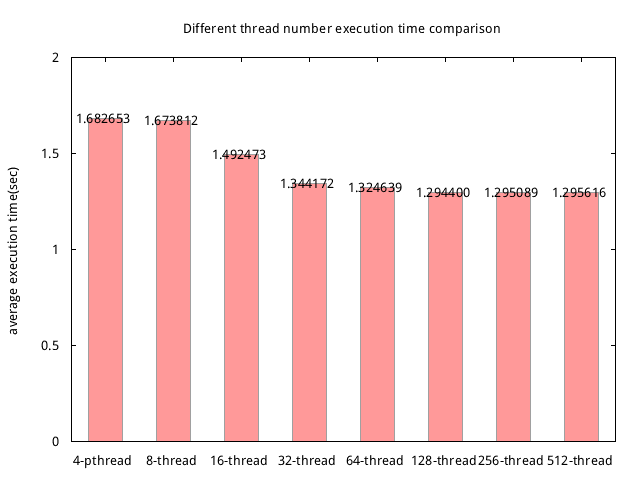 Different thread number execution time comparison
average execution time(sec)
2
1.5
1
0.5
0
1.682653 1.673812 1.492473 1.344172 1.324639 1.294400 1.295089 1.295616
4-pthread 8-thread 16-thread 32-thread 64-thread 128-thread 256-thread 512-thread